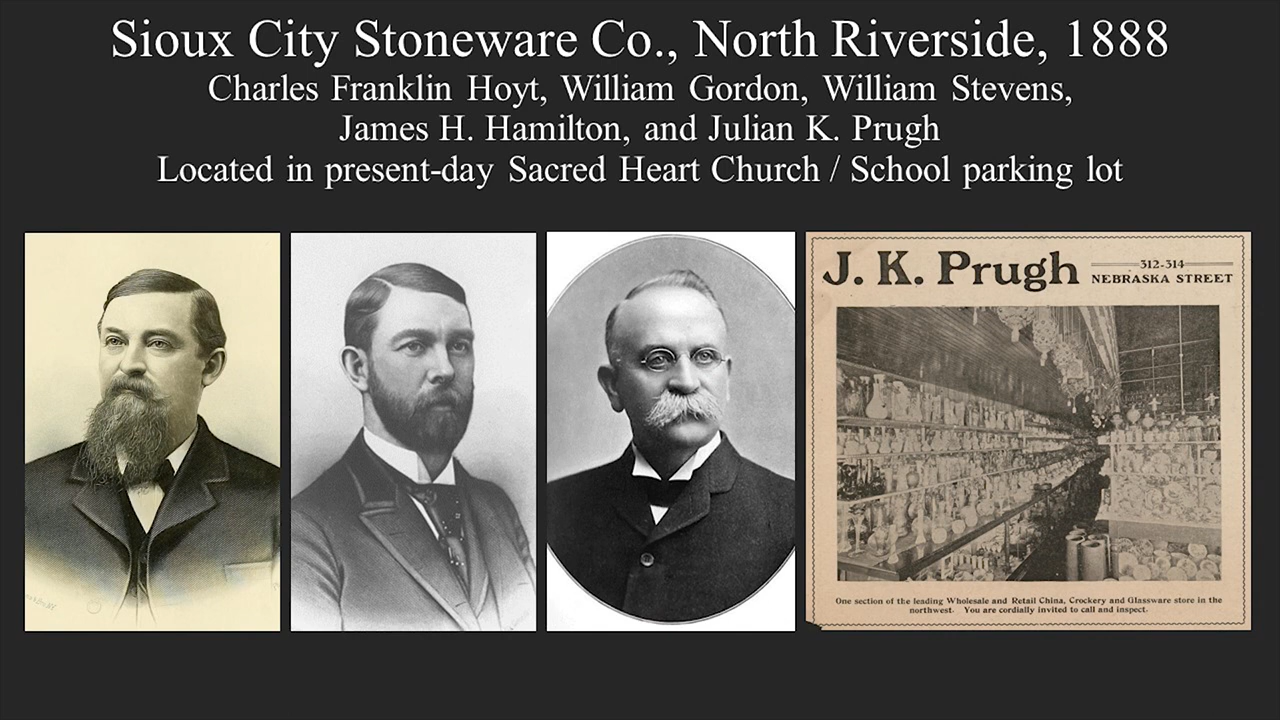 Sioux City Stoneware Co., North Riverside, 1888
Charles Franklin Hoyt, William Gordon, William Stevens,
James H. Hamilton, and Julian K. Prugh
Located in present-day Sacred Heart Church / School parking lot
J. K. Prugh
312-314
NEBRASKA STREET
One section of the leading Wholesale and Retail China, Crockery and Glassware store in the
northwest. You are cordially invited to call and inspect.